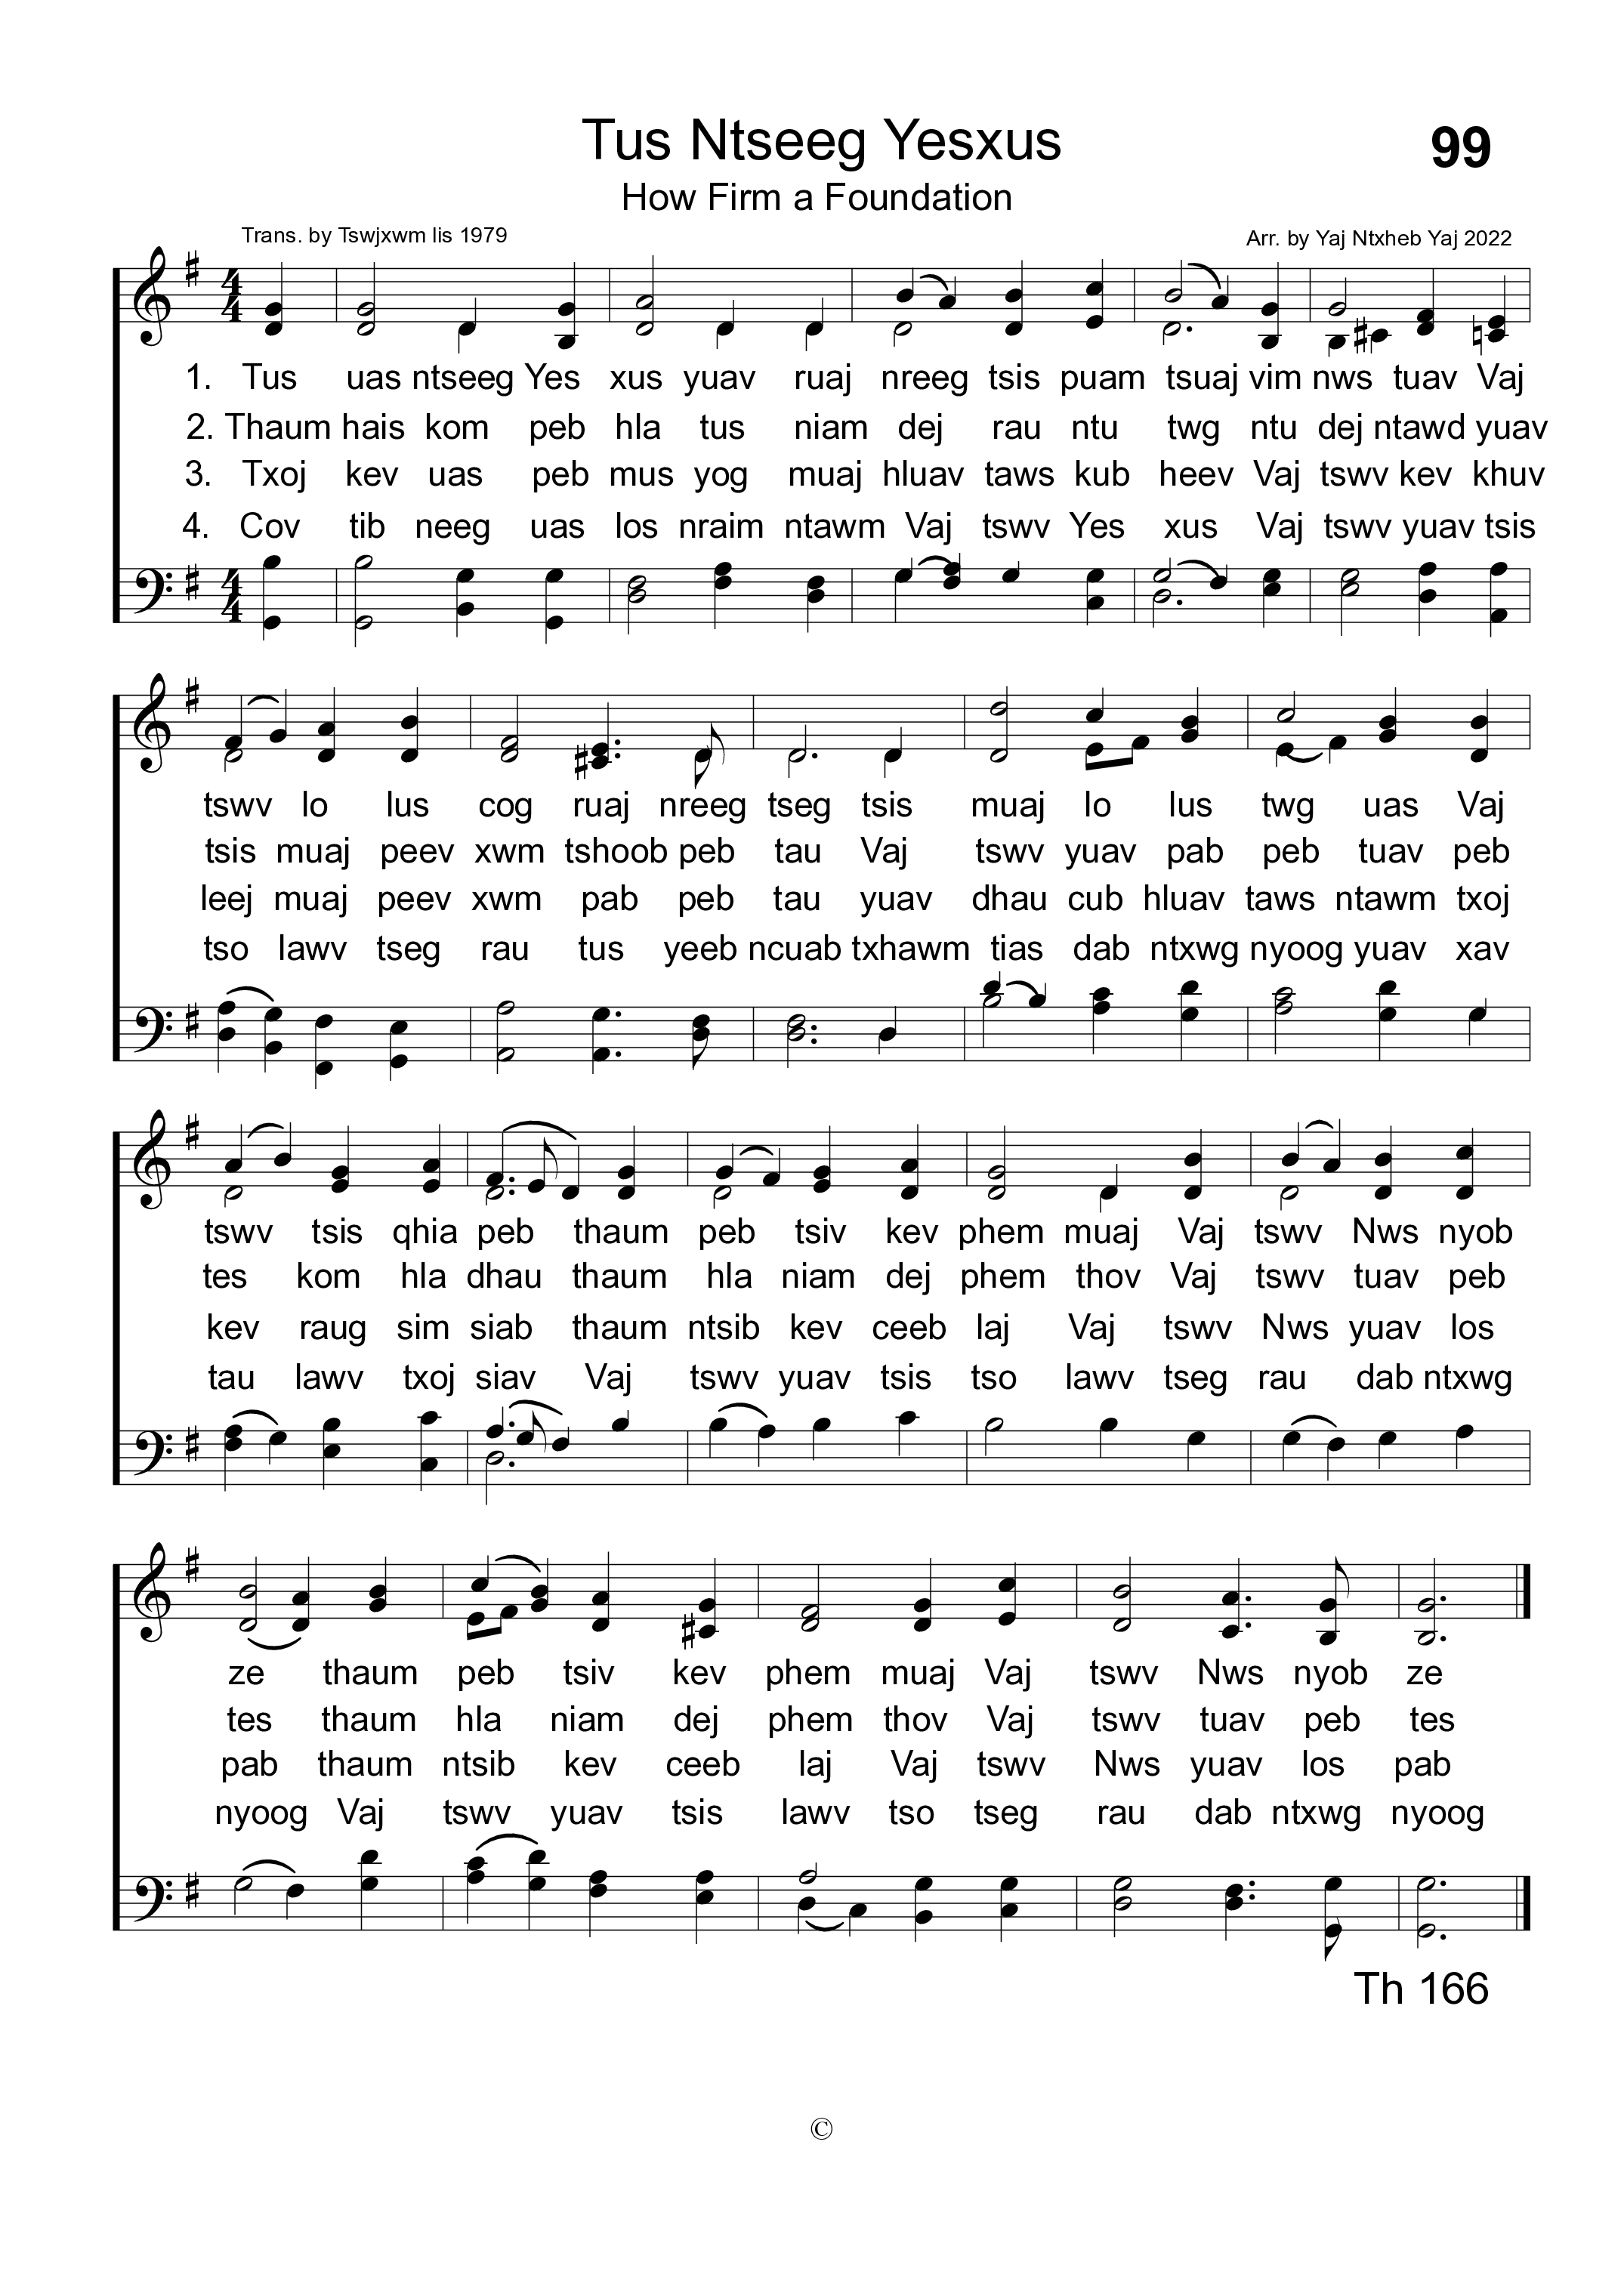 Tus Ntseeg Yesxus
99
How Firm a Foundation
Trans. by Tswjxwm lis 1979
Arr. by Yaj Ntxheb Yaj 2022
1. Tus uas ntseeg Yes xus yuav ruaj nreeg tsis puam tsuaj vim nws tuav Vaj
2. Thaum hais kom peb hla tus niam dej rau ntu twg ntu dej ntawd yuav
3. Txoj kev uas peb mus yog muaj hluav taws kub heev Vaj tswv kev khuv
4. Cov tib neeg uas los nraim ntawm Vaj tswv Yes xus Vaj tswv yuav tsis
tswv lo lus cog ruaj nreeg tseg tsis muaj lo lus twg uas Vaj
tsis muaj peev xwm tshoob peb tau Vaj tswv yuav pab peb tuav peb
leej muaj peev xwm pab peb tau yuav dhau cub hluav taws ntawm txoj
tso lawv tseg rau tus yeeb ncuab txhawm tias dab ntxwg nyoog yuav xav
tswv tsis qhia peb thaum peb tsiv kev phem muaj Vaj tswv Nws nyob
tes kom hla dhau thaum hla niam dej phem thov Vaj tswv tuav peb
kev raug sim siab thaum ntsib kev ceeb laj Vaj tswv Nws yuav los
tau lawv txoj siav Vaj tswv yuav tsis tso lawv tseg rau dab ntxwg
ze thaum peb tsiv kev phem muaj Vaj tswv Nws nyob ze
tes thaum hla niam dej phem thov Vaj tswv tuav peb tes
pab thaum ntsib kev ceeb laj Vaj tswv Nws yuav los pab
nyoog Vaj tswv yuav tsis lawv tso tseg rau dab ntxwg nyoog
Th 166
©